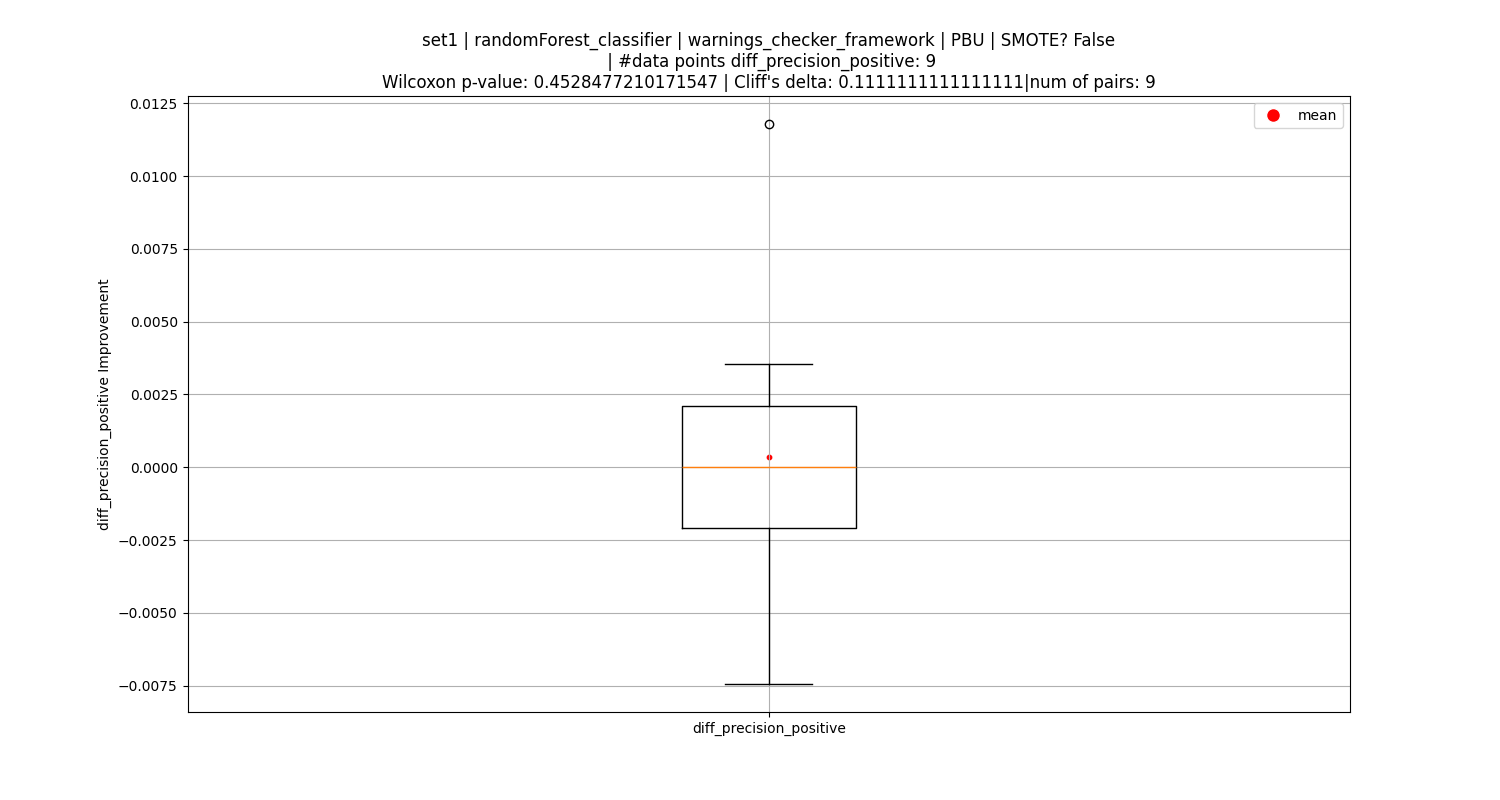 set1 | randomForest_classifier | warnings_checker_framework | PBU | SMOTE? False
| #data points diff_precision_positive: 9
Wilcoxon p-value: 0.4528477210171547 | Cliff's delta: 0.1111111111111111|num of pairs: 9
mean
0.0125
0.0100
0.0075
0.0050
0.0025
0.0000
−0.0025
−0.0050
−0.0075
diff_precision_positive Improvement
diff_precision_positive